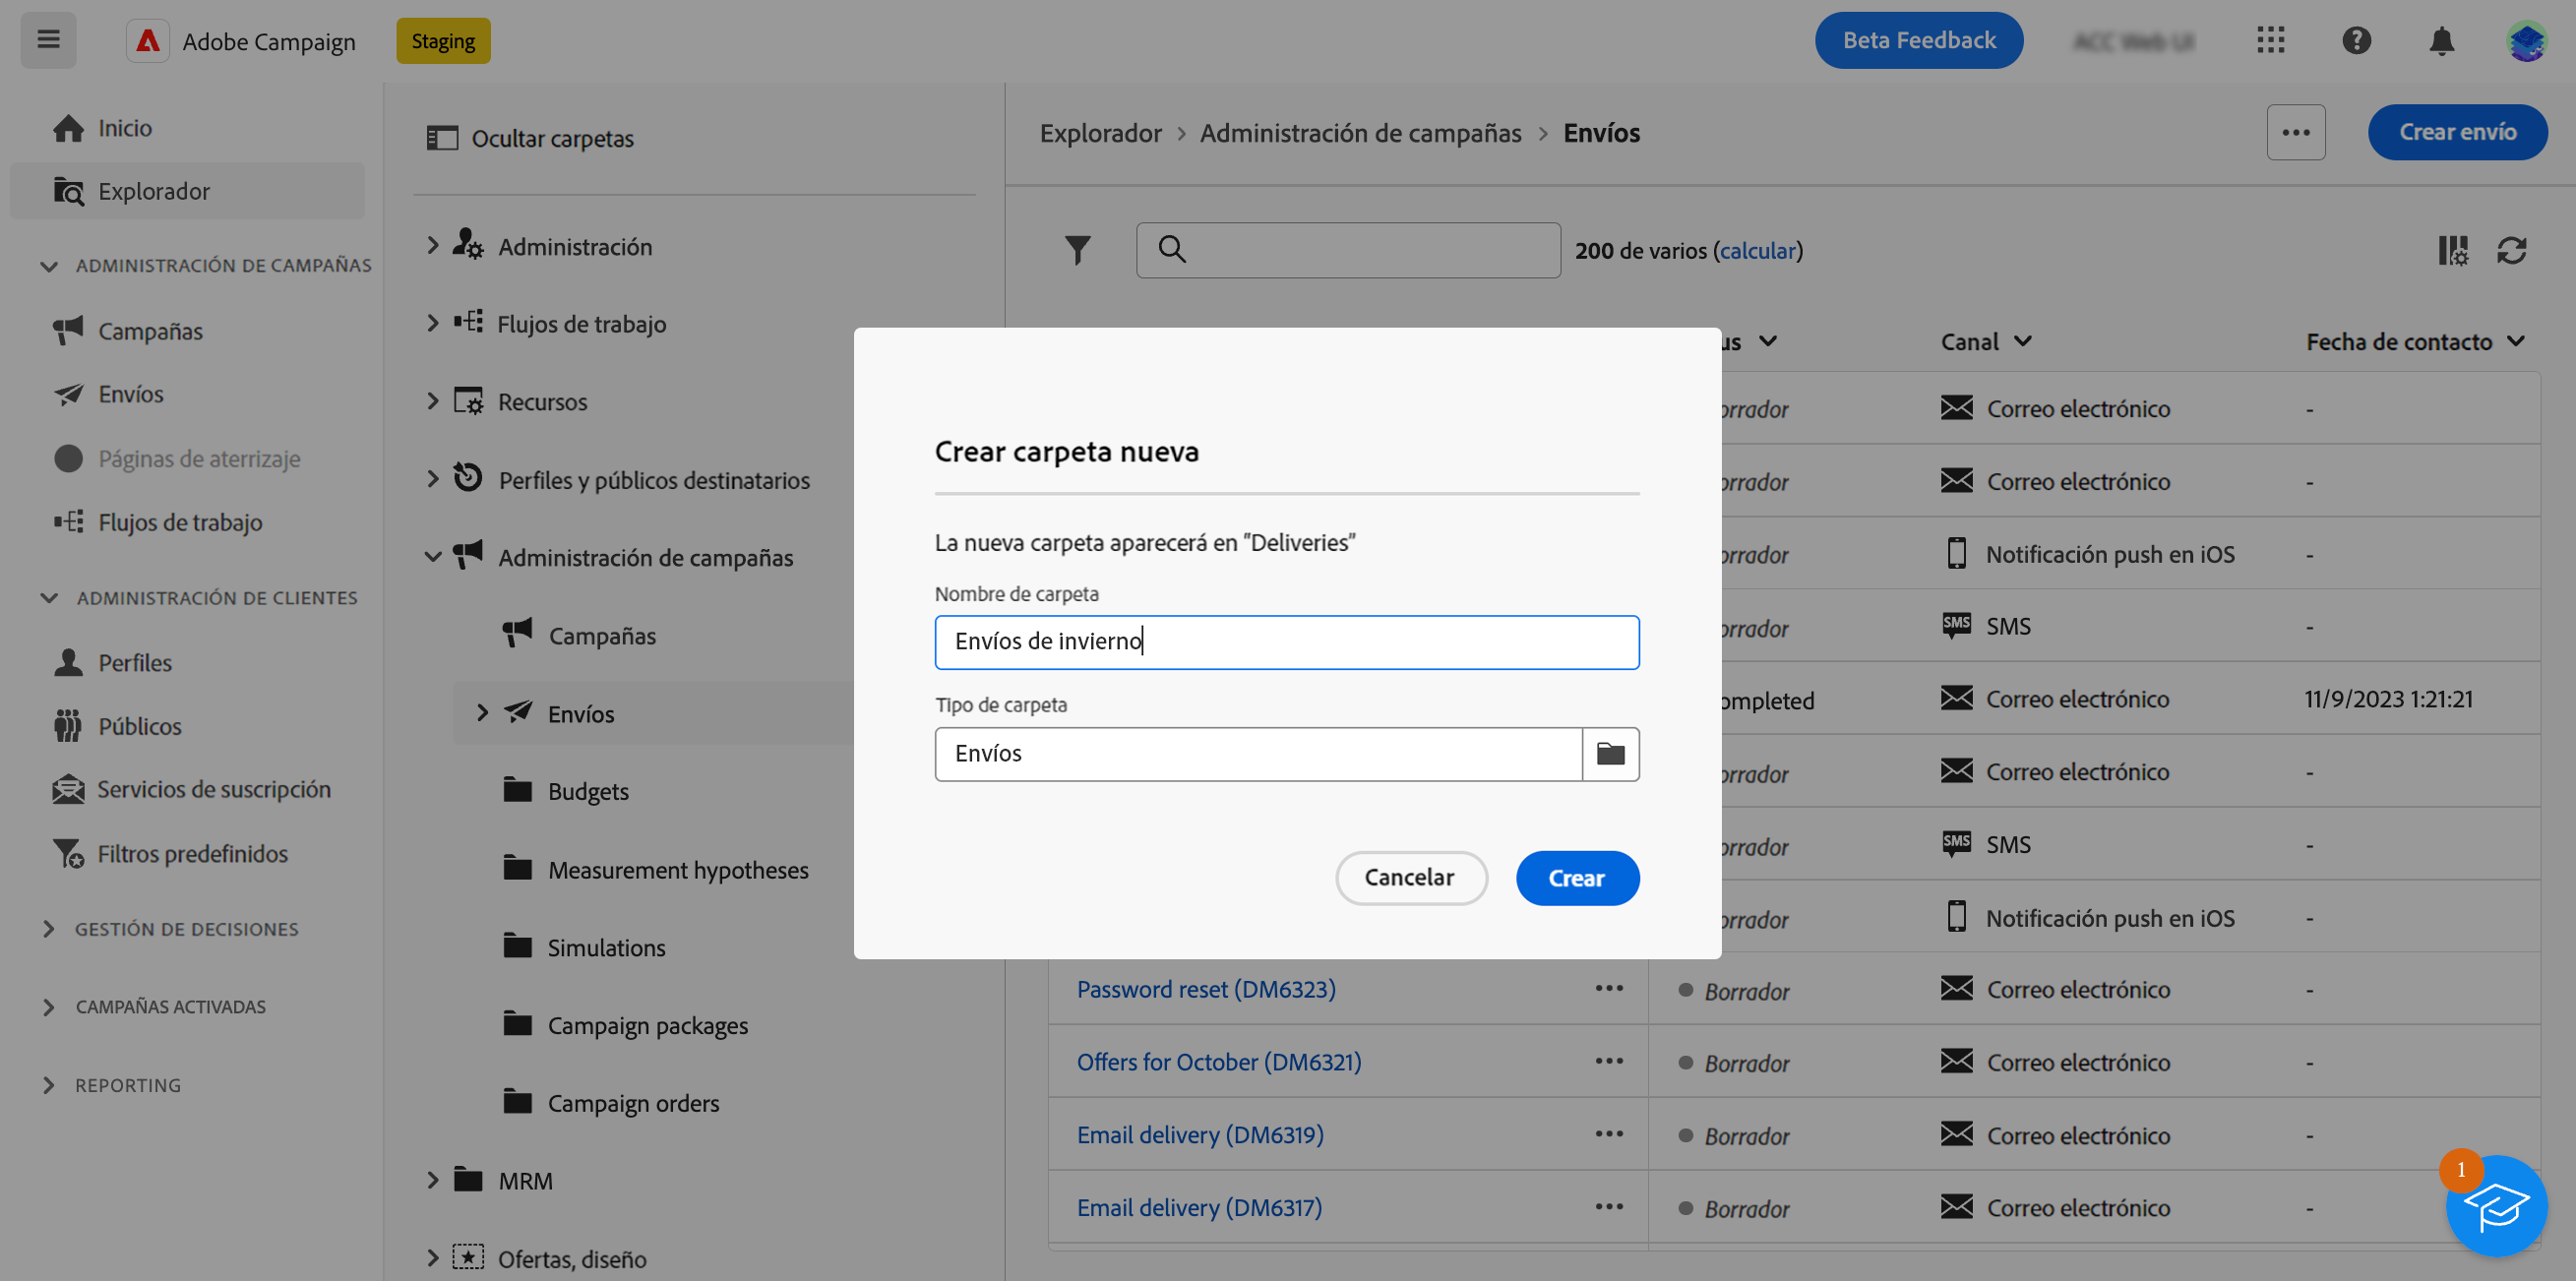 Adobe Campaign
Staging
Beta Feedback
Inicio
Explorador
ADMINISTRACIÓN DE CAMPAÑAS
Campañas
Envíos
Páginas de aterrizaje
Flujos de trabajo
ADMINISTRACIÓN DE CLIENTES
Perfiles
Públicos
Servicios de suscripción
Filtros predefinidos
GESTIÓN DE DECISIONES
CAMPAÑAS ACTIVADAS
REPORTING
Ocultar carpetas
Administración
Flujos de trabajo
Recursos
Perfiles y públicos destinatarios
Administración de campañas
Campañas
Envíos
Budgets
Measurement hypotheses
Simulations
Campaign packages
Campaign orders
MRM
Ofertas, diseño
Explorador > Administración de campañas > Envíos
Crear envío
200 de varios (calcular)
us Canal Fecha de contacto
orrador Correo electrónico -
orrador Correo electrónico -
orrador Notificación push en iOS -
orrador SMS SMS -
ompleted Correo electrónico 11/9/2023 1:21:21
orrador Correo electrónico -
orrador SMS SMS -
orrador Notificación push en iOS -
Password reset (DM6323) Borrador Correo electrónico -
Offers for October (DM6321) Borrador Correo electrónico -
Email delivery (DM6319) Borrador Correo electrónico -
Email delivery (DM6317) Borrador Correo electrónico -
1
Crear carpeta nueva
La nueva carpeta aparecerá en "Deliveries"
Nombre de carpeta
Envíos de invierno
Tipo de carpeta
Envíos
Cancelar
Crear